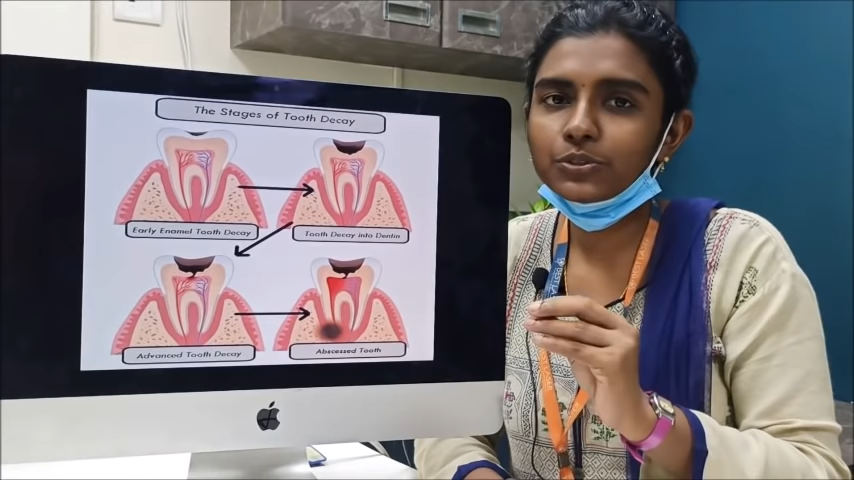 The Stages of Tooth Decay
Early Enamel Tooth Decay
Tooth Decay into Dentin
Advanced Tooth Decay
Abscessed Tooth